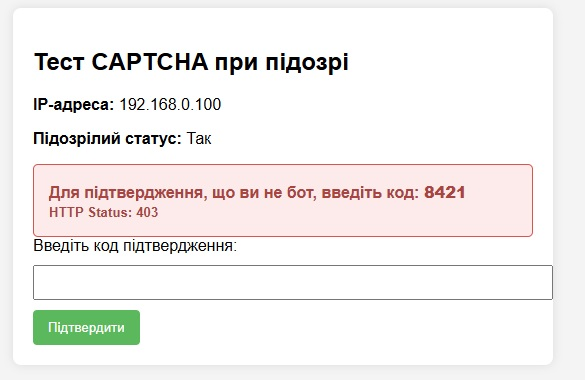 Тест CAPTCHA при підозрі
IP-адреса: 192.168.0.100
Підозрілий статус: Так
Для підтвердження, що ви не бот, введіть код: 8421
HTTP Status: 403
Введіть код підтвердження:
Підтвердити